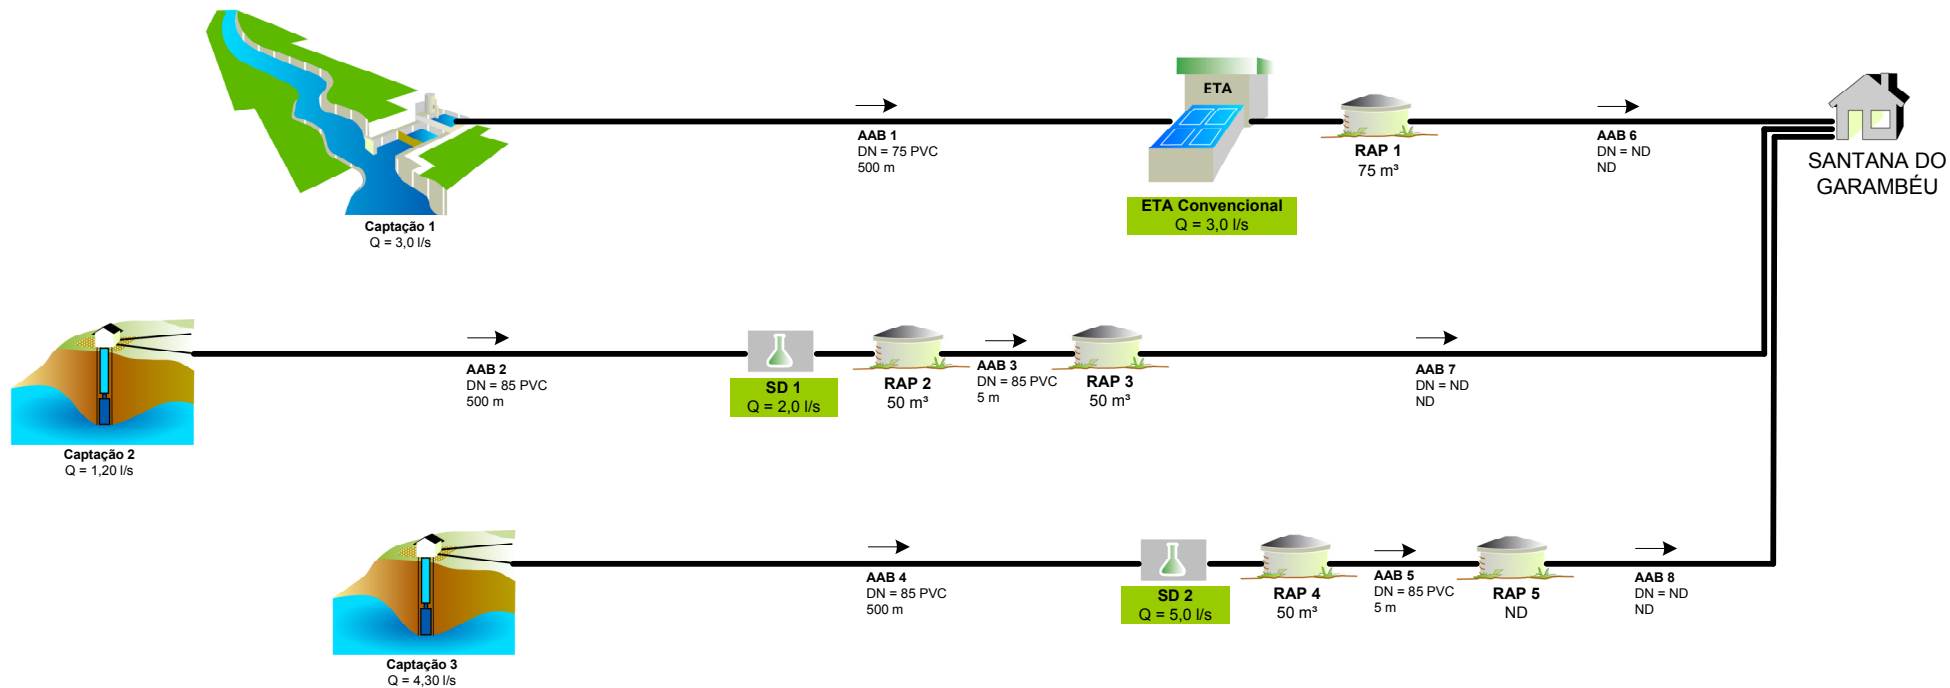 ETA
AAB 1
DN = 75 PVC
500 m
RAP 1
75 m³
AAB 6
DN = ND
ND
SANTANA DO
GARAMBÉU
ETA Convencional
Q = 3,0 l/s
Captação 1
Q = 3,0 l/s
AAB 2
DN = 85 PVC
500 m
SD 1
Q = 2,0 l/s
RAP 2
50 m³
AAB 3
DN = 85 PVC
5 m
RAP 3
50 m³
AAB 7
DN = ND
ND
Captação 2
Q = 1,20 l/s
AAB 4
DN = 85 PVC
500 m
SD 2
Q = 5,0 l/s
RAP 4
50 m³
AAB 5
DN = 85 PVC
5 m
RAP 5
ND
AAB 8
DN = ND
ND
Captação 3
Q = 4,30 l/s